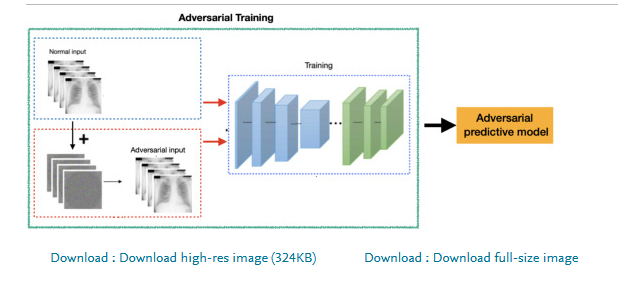 Adversarial Training
Normal input
Training
+
Adversarial input
Adversarial
predictive model
Download : Download high-res image (324KB)
Download : Download full-size image